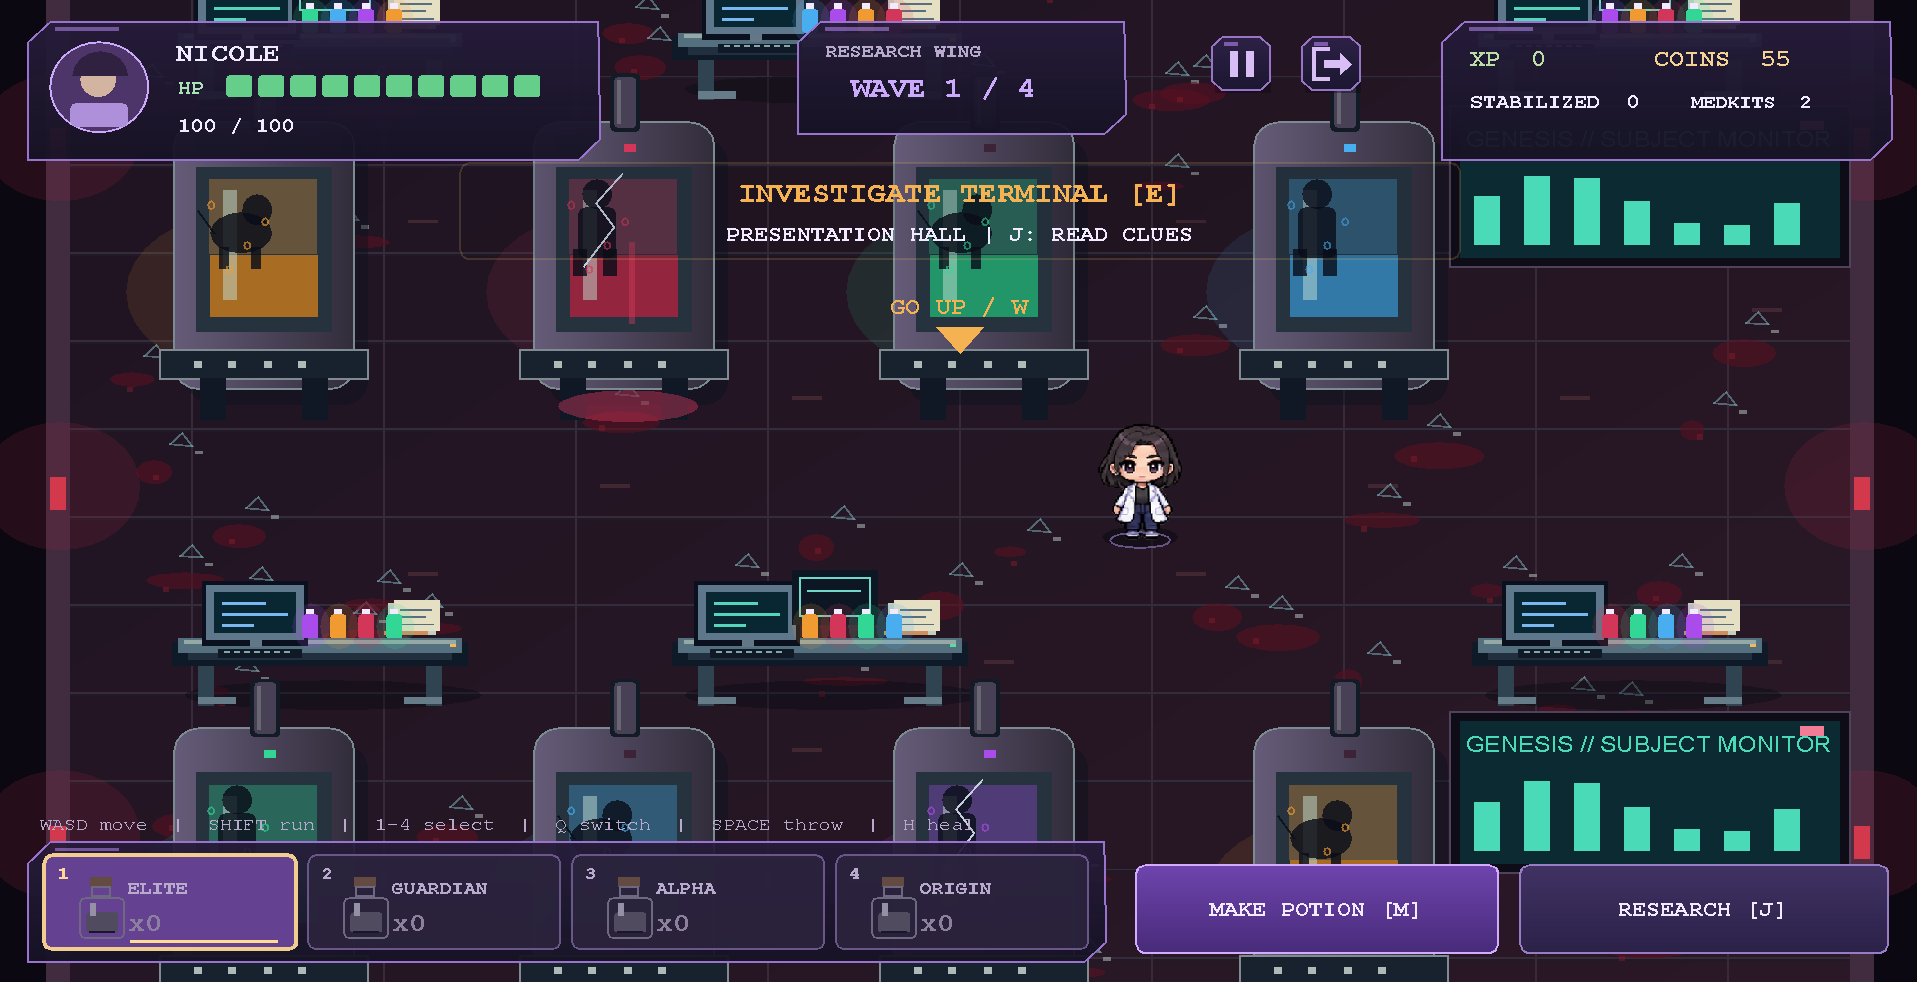 NICOLE
HP
100 / 100
RESEARCH WING
WAVE 1 / 4
XP 0 COINS 55
STABILIZED 0 MEDKITS 2
GENESIS // SUBJECT MONITOR
INVESTIGATE TERMINAL [E]
PRESENTATION HALL | J: READ CLUES
GO UP / W
GENESIS // SUBJECT MONITOR
WASD move | SHIFT run | 1-4 select | Q switch | SPACE throw | H heal
1 ELITE x0
2 GUARDIAN x0
3 ALPHA x0
4 ORIGIN x0
MAKE POTION [M]
RESEARCH [J]